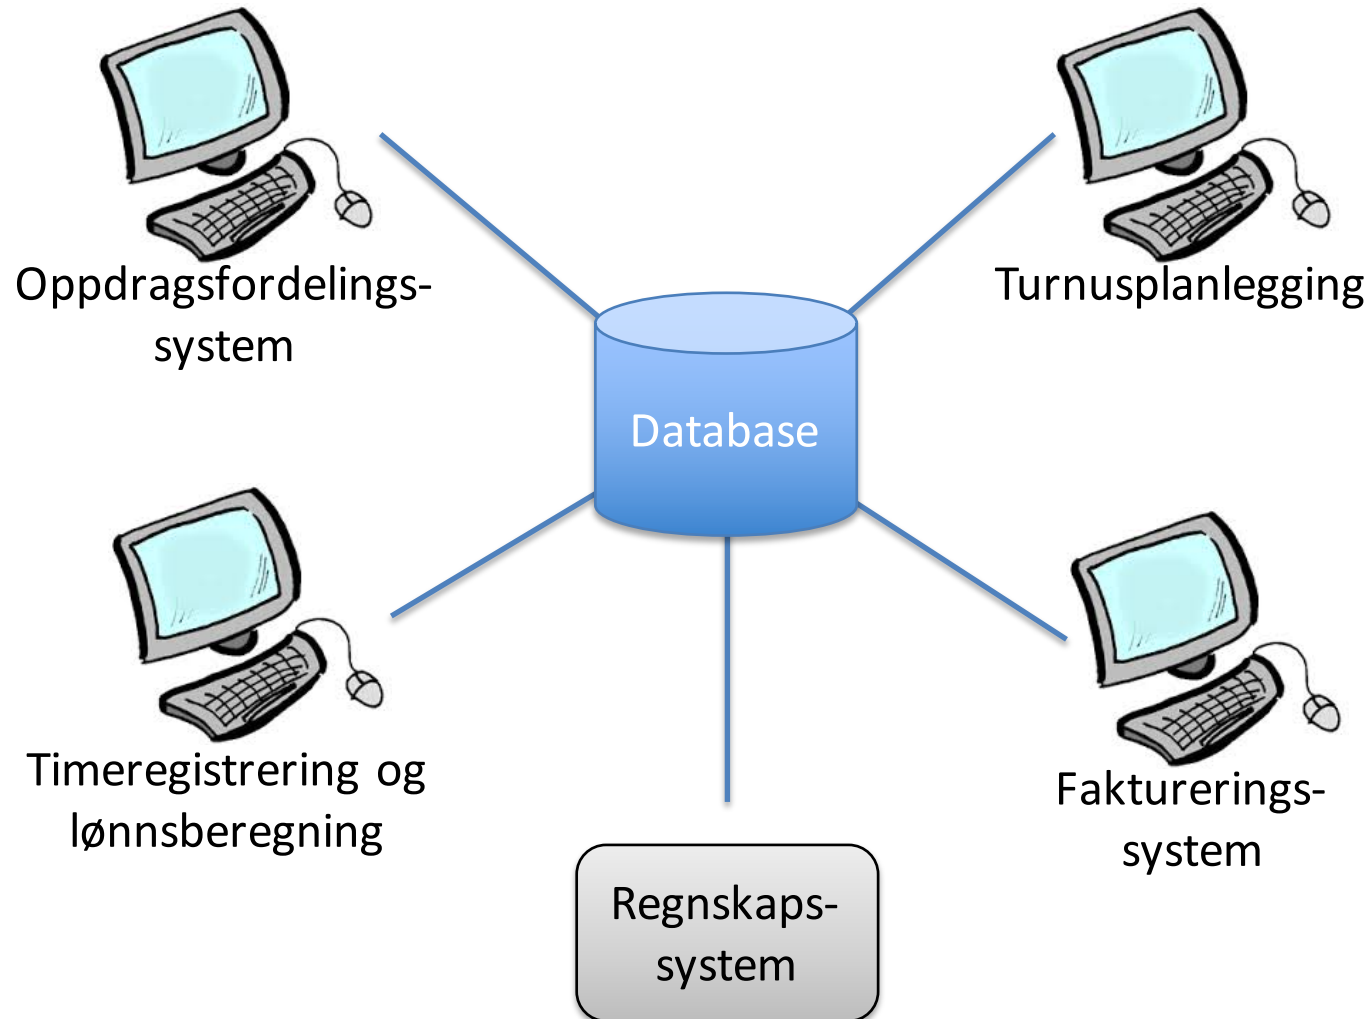 Oppdragsfordelings-
system
Turnusplanlegging
Database
Timeregistrering og
lønnsberegning
Fakturerings-
system
Regnskaps-
system